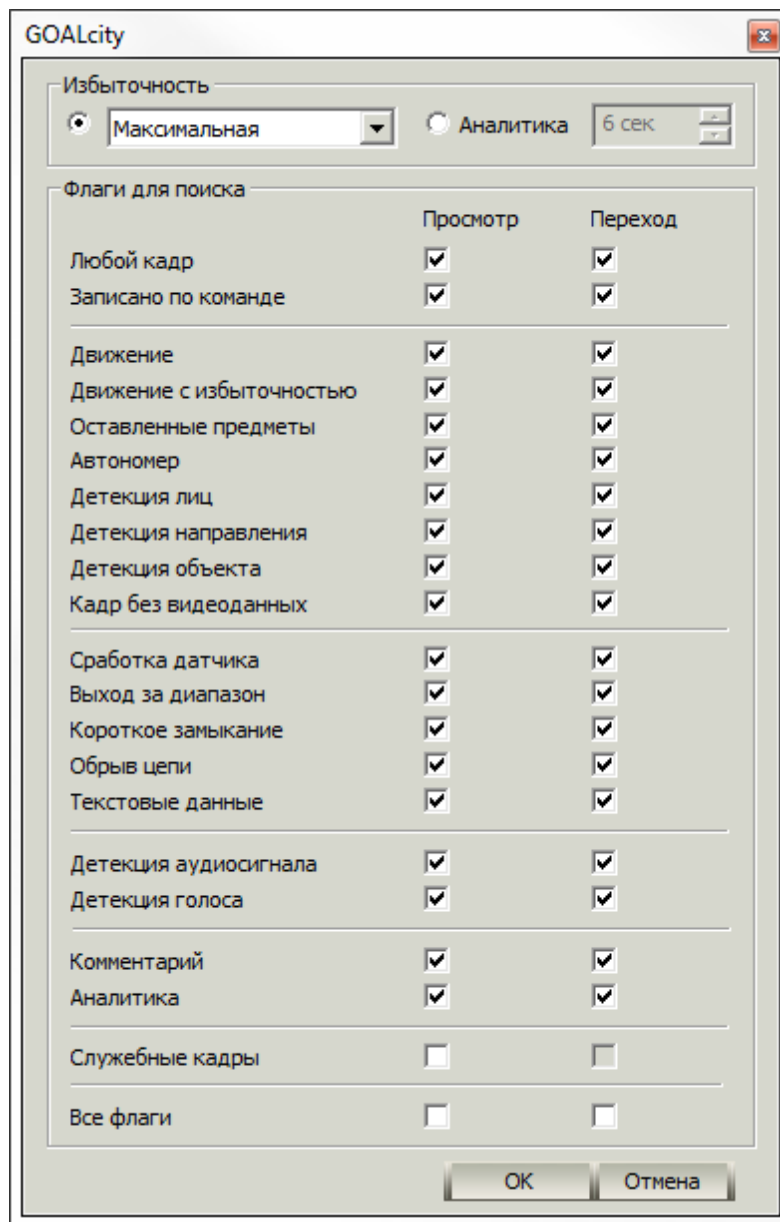 GOALcity
Избыточность
Максимальная Аналитика 6 сек
Флаги для поиска
Просмотр Переход
Любой кадр
Записано по команде
Движение
Движение с избыточностью
Оставленные предметы
Автономер
Детекция лиц
Детекция направления
Детекция объекта
Кадр без видеоданных
Сработка датчика
Выход за диапазон
Короткое замыкание
Обрыв цепи
Текстовые данные
Детекция аудиосигнала
Детекция голоса
Комментарий
Аналитика
Служебные кадры
Все флаги
ОК Отмена